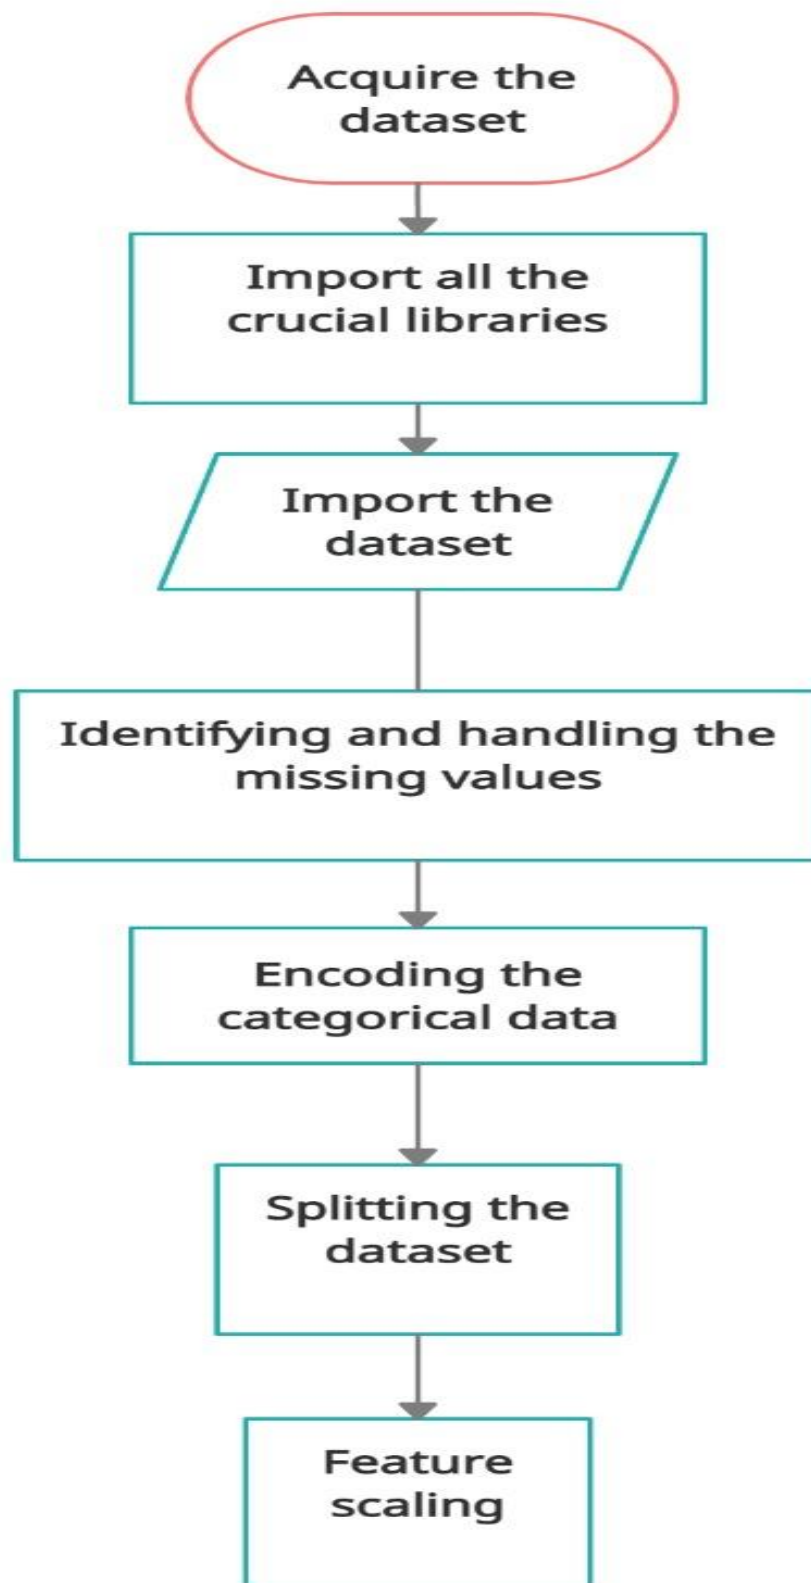 Acquire the
dataset
Import all the
crucial libraries
Import the
dataset
Identifying and handling the
missing values
Encoding the
categorical data
Splitting the
dataset
Feature
scaling